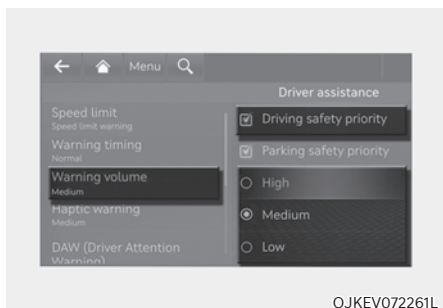 Menu
Driver assistance
Speed limit
Speed limit warning
Warning timing
Normal
Warning volume
Medium
Haptic warning
Medium
DAW (Driver Attention
Warning)
Driving safety priority
Parking safety priority
High
Medium
Low
OJKEV072261L